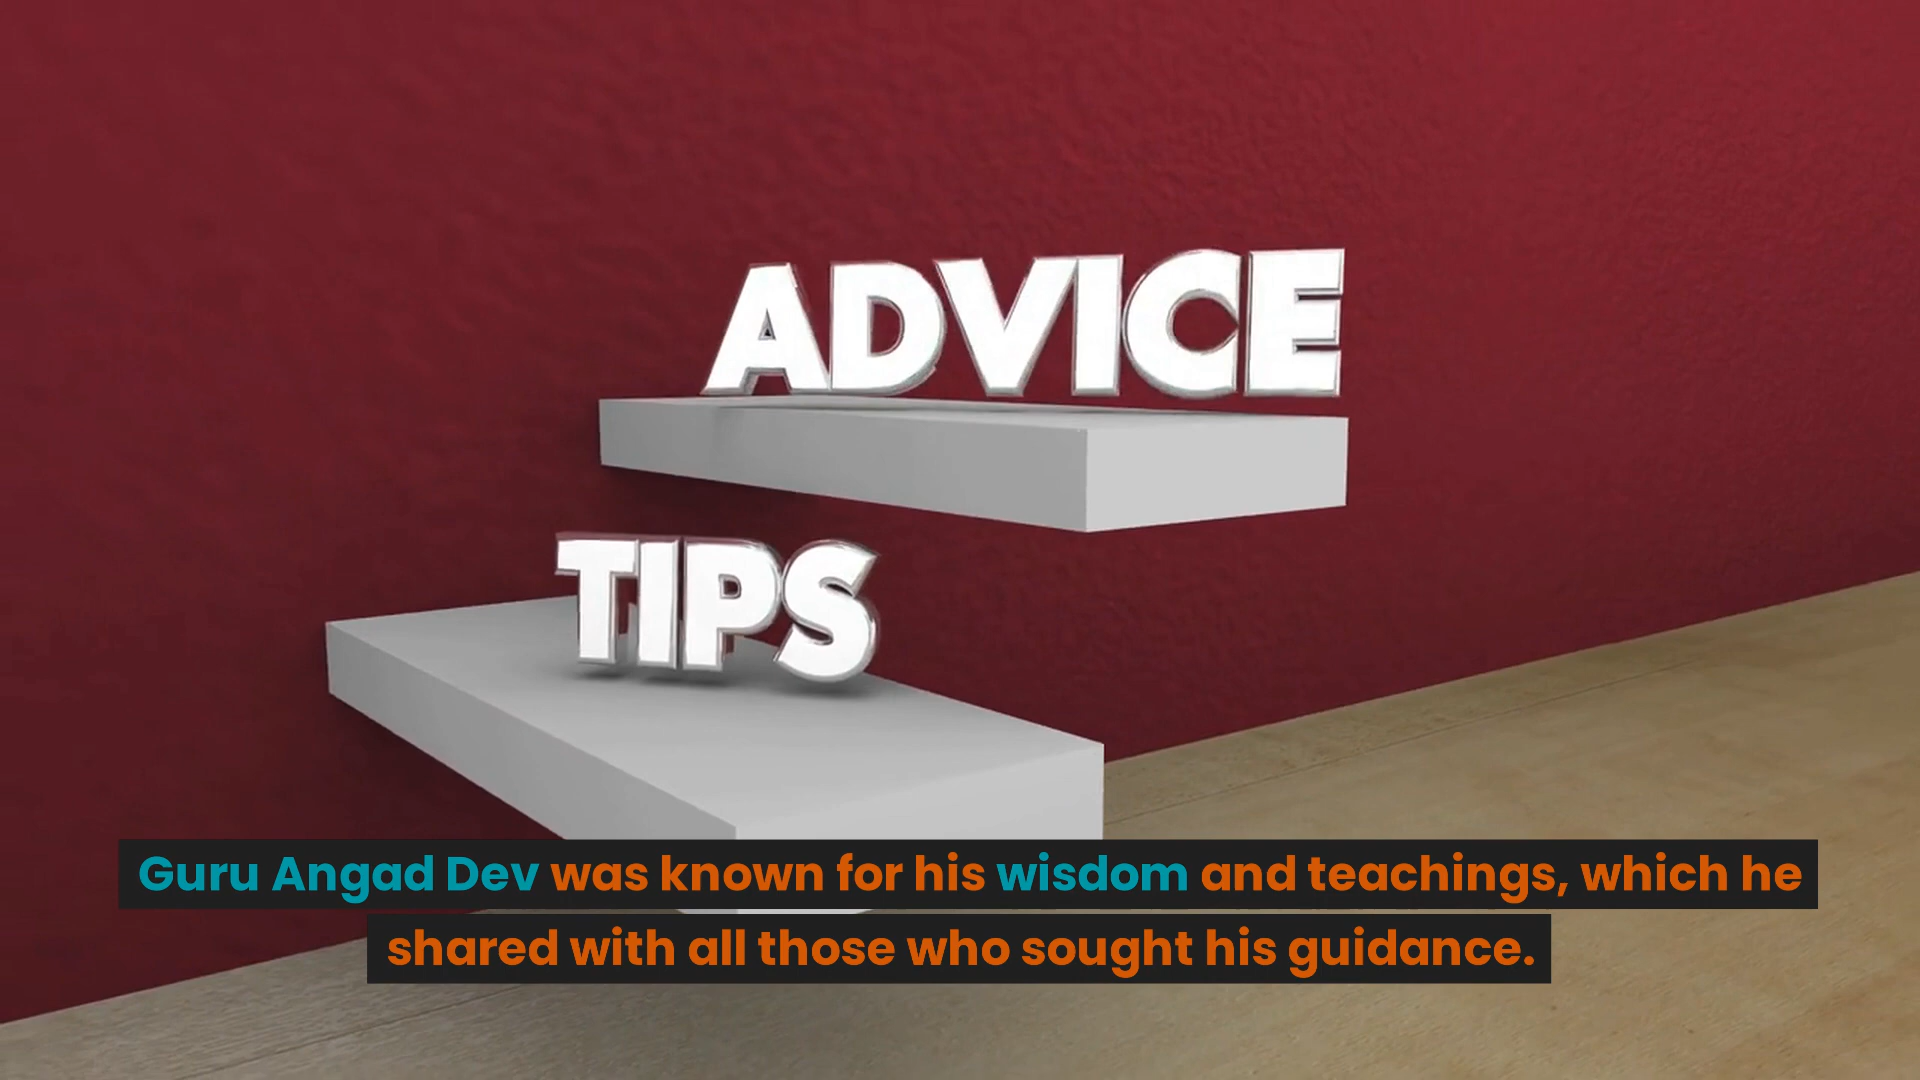 ADVICE
TIPS
Guru Angad Dev was known for his wisdom and teachings, which he
shared with all those who sought his guidance.